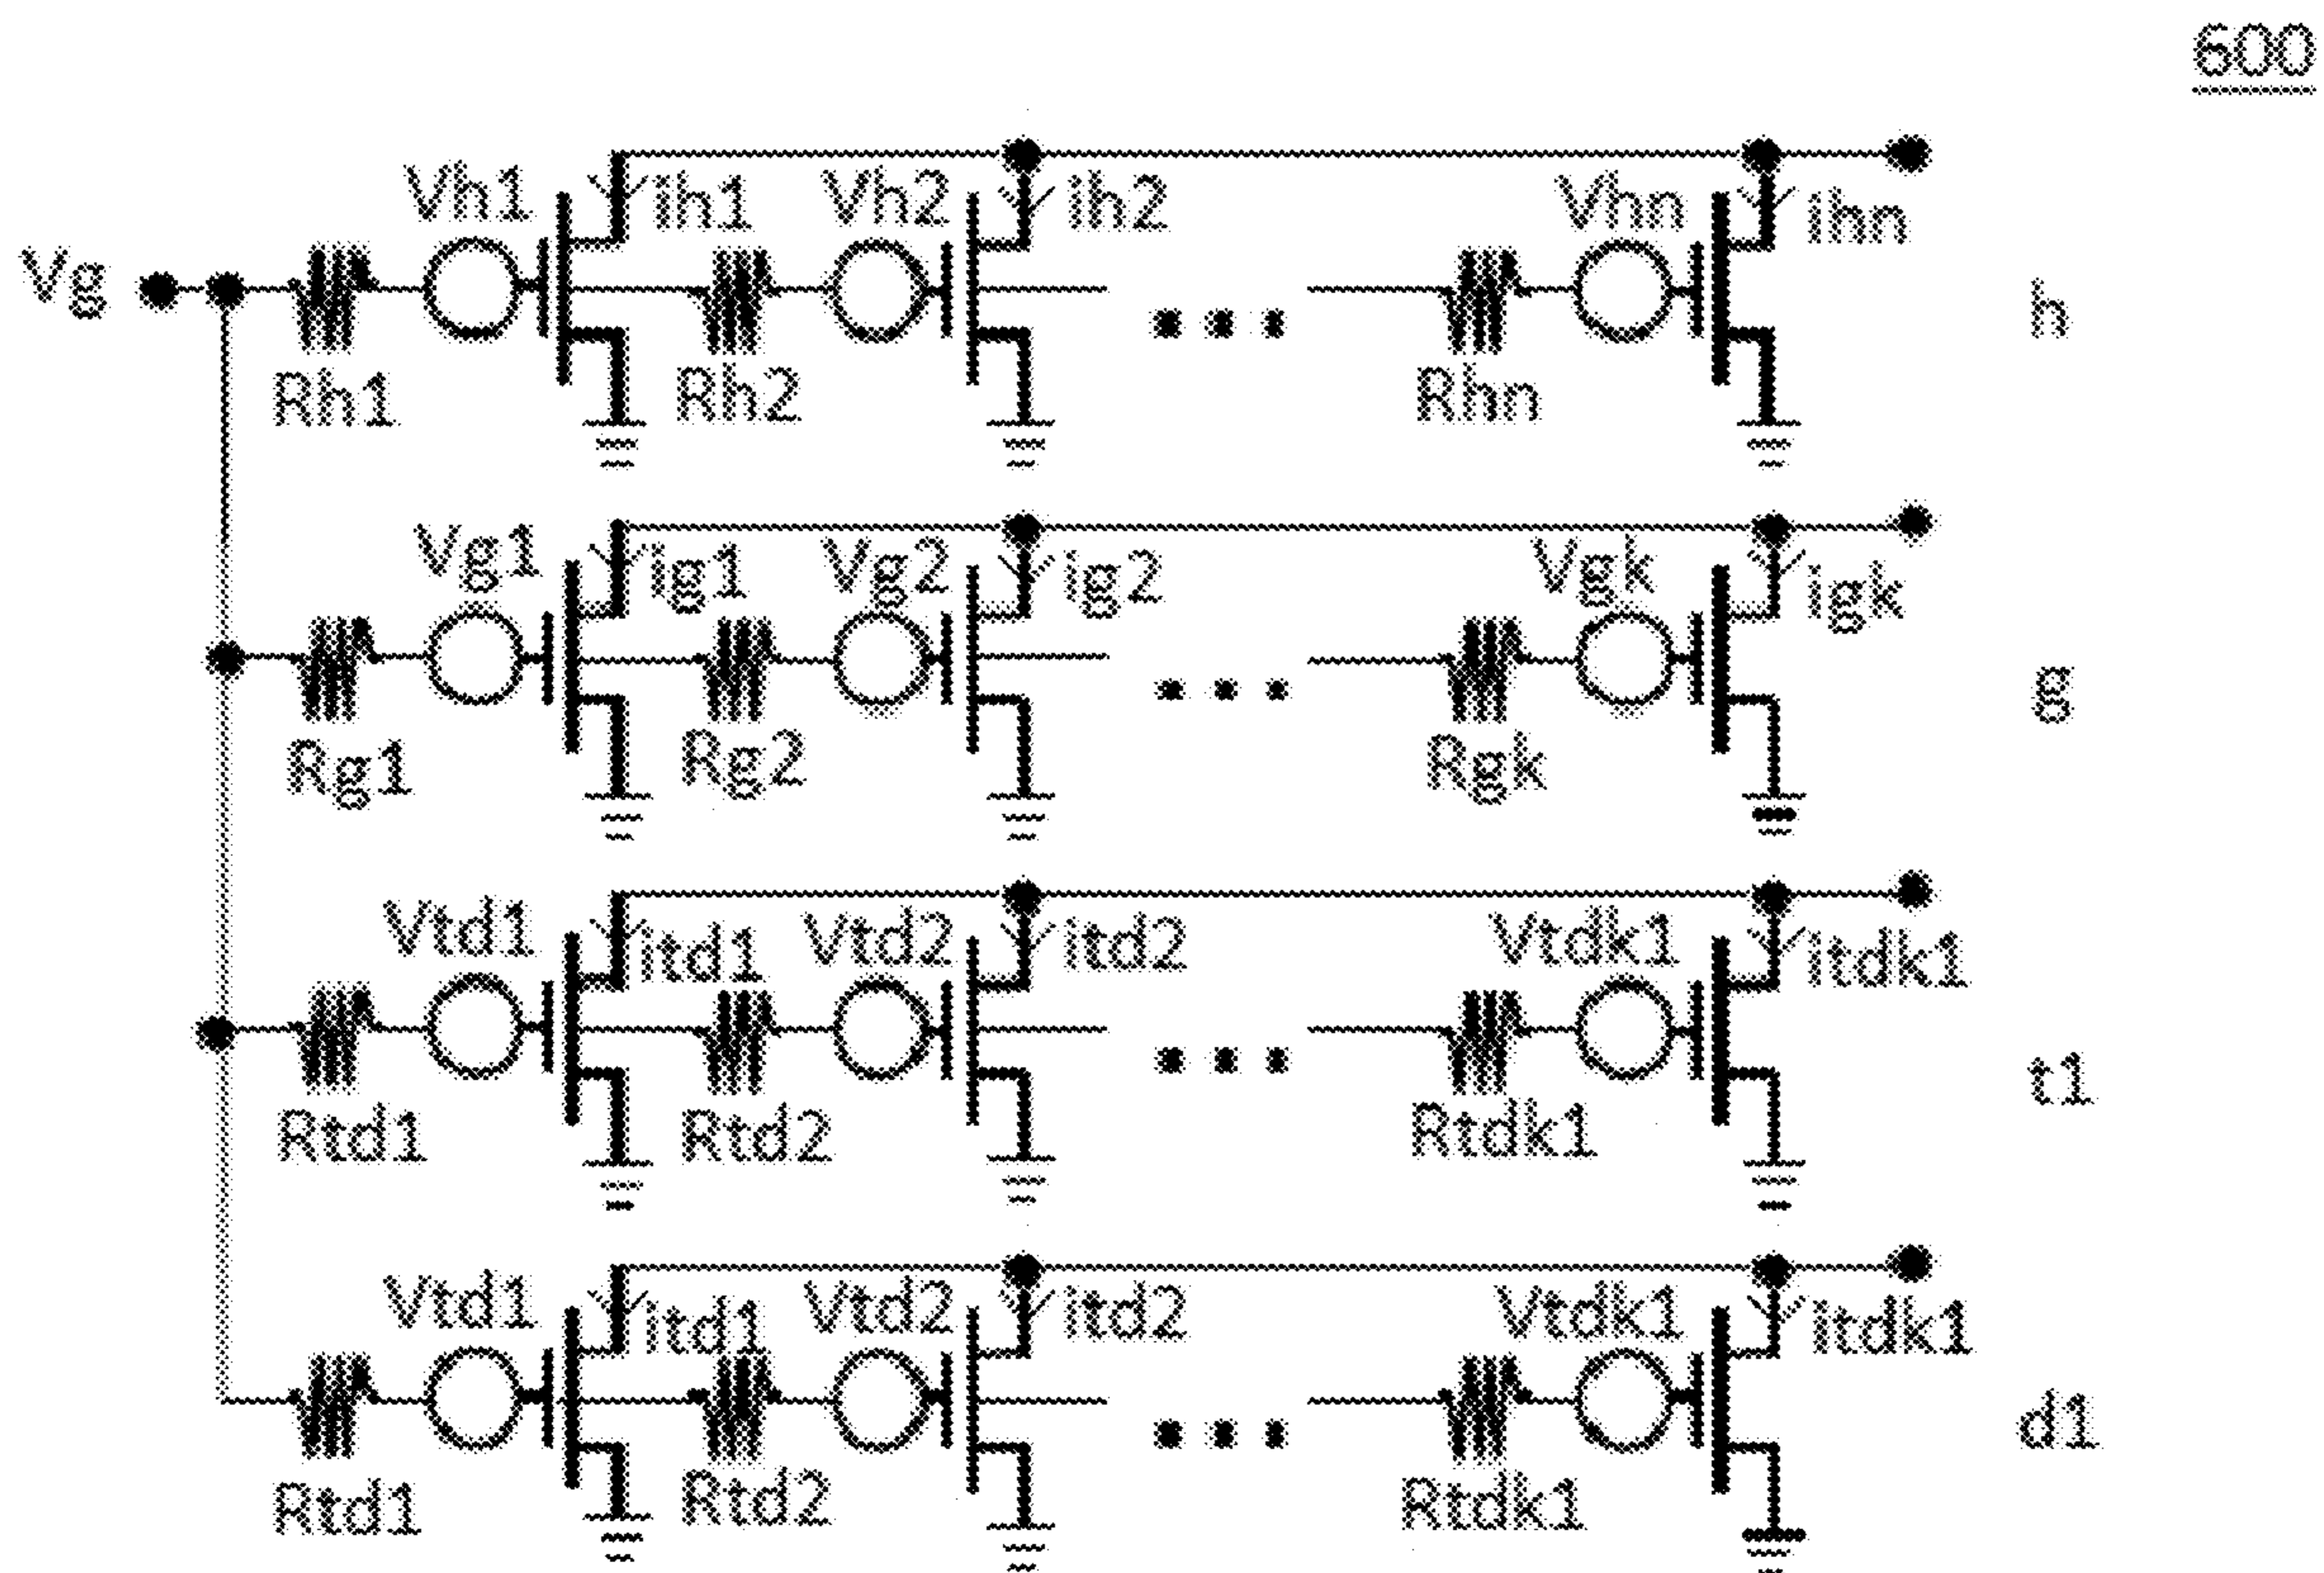 600
Vh1 ih1 Vh2 ih2 Vhn ihn
Vg h
Rh1 Rh2 Rhn
Vg1 ig1 Vg2 ig2 Vgk igk
g
Rg1 Rg2 Rgk
Vtd1 itd1 Vtd2 itd2 Vtdk1 itdk1
t1
Rtd1 Rtd2 Rtdk1
Vtd1 itd1 Vtd2 itd2 Vtdk1 itdk1
d1
Rtd1 Rtd2 Rtdk1